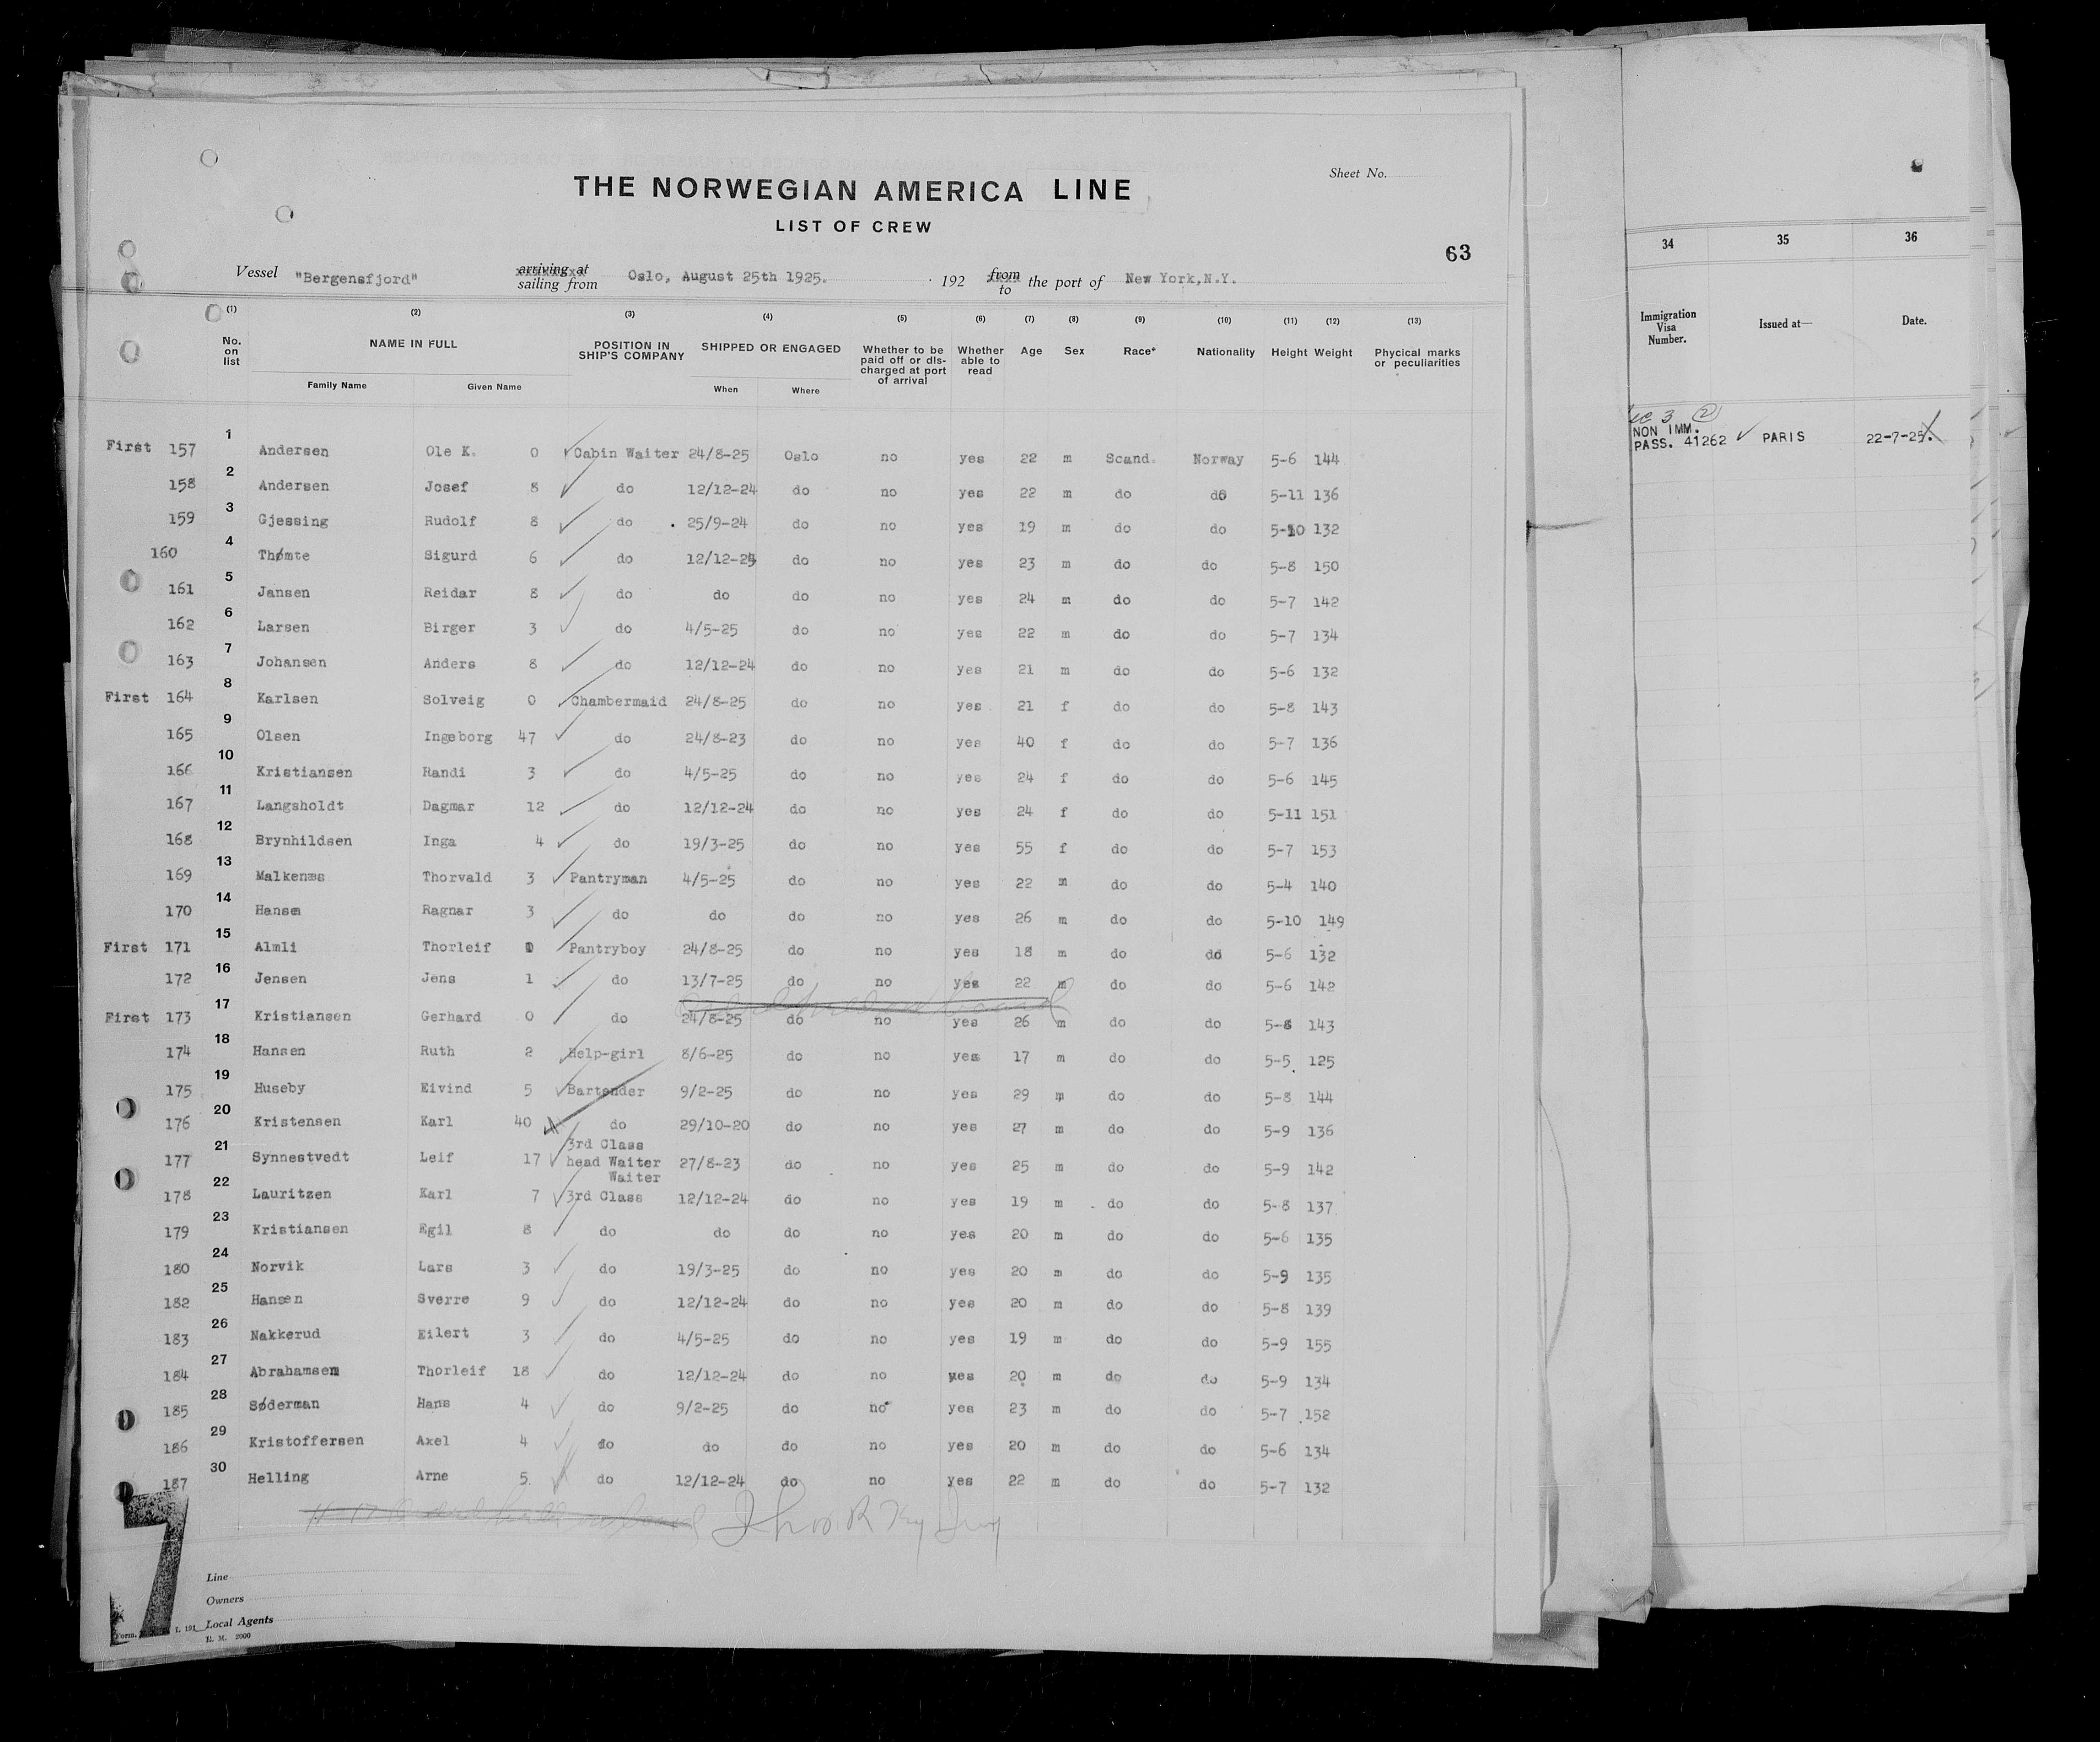 Sheet No.
THE NORWEGIAN AMERICA LINE
LIST OF CREW
63
Vessel "Bergensfjord" arriving at sailing from Oslo, August 25th 1925. 192 from to the port of New York,N.Y.
(1) (2) (3) (4) (5) (6) (7) (8) (9) (10) (11) (12) (13)
No. on list NAME IN FULL POSITION IN SHIP'S COMPANY SHIPPED OR ENGAGED Whether to be paid off or discharged at port of arrival Whether able to read Age Sex Race* Nationality Height Weight Phycical marks or peculiarities
Family Name Given Name When Where
First 157 1 Andersen Ole K. 0 Cabin Waiter 24/8-25 Oslo no yes 22 m Scand. Norway 5-6 144
158 2 Andersen Josef 8 do 12/12-24 do no yes 22 m do do 5-11 136
159 3 Gjessing Rudolf 8 do 25/9-24 do no yes 19 m do do 5-10 132
160 4 Thømte Sigurd 6 do 12/12-24 do no yes 23 m do do 5-8 150
161 5 Jansen Reidar 8 do do do no yes 24 m do do 5-7 142
162 6 Larsen Birger 3 do 4/5-25 do no yes 22 m do do 5-7 134
163 7 Johansen Anders 8 do 12/12-24 do no yes 21 m do do 5-6 132
First 164 8 Karlsen Solveig 0 Chambermaid 24/8-25 do no yes 21 f do do 5-8 143
165 9 Olsen Ingeborg 47 do 24/8-23 do no yes 40 f do do 5-7 136
166 10 Kristiansen Randi 3 do 4/5-25 do no yes 24 f do do 5-6 145
167 11 Langsholdt Dagmar 12 do 12/12-24 do no yes 24 f do do 5-11 151
168 12 Brynhildsen Inga 4 do 19/3-25 do no yes 55 f do do 5-7 153
169 13 Malkenæs Thorvald 3 Pantryman 4/5-25 do no yes 22 m do do 5-4 140
170 14 Hansen Ragnar 3 do do do no yes 26 m do do 5-10 149
First 171 15 Almli Thorleif 0 Pantryboy 24/8-25 do no yes 18 m do do 5-6 132
172 16 Jensen Jens 1 do 13/7-25 do no yes 22 m do do 5-6 142
First 173 17 Kristiansen Gerhard 0 do 24/8-25 do no yes 26 m do do 5-8 143
174 18 Hansen Ruth 2 Help-girl 8/6-25 do no yes 17 m do do 5-5 125
175 19 Huseby Eivind 5 Bartender 9/2-25 do no yes 29 m do do 5-8 144
176 20 Kristensen Karl 40 do 29/10-20 do no yes 27 m do do 5-9 136
177 21 Synnestvedt Leif 17 3rd Class head Waiter 27/8-23 do no yes 25 m do do 5-9 142
178 22 Lauritzen Karl 7 Waiter 3rd Class 12/12-24 do no yes 19 m do do 5-8 137
179 23 Kristiansen Egil 8 do do do no yes 20 m do do 5-6 135
180 24 Norvik Lars 3 do 19/3-25 do no yes 20 m do do 5-9 135
182 25 Hansen Sverre 9 do 12/12-24 do no yes 20 m do do 5-8 139
183 26 Nakkerud Eilert 3 do 4/5-25 do no yes 19 m do do 5-9 155
184 27 Abrahamsen Thorleif 18 do 12/12-24 do no yes 20 m do do 5-9 134
185 28 Søderman Hans 4 do 9/2-25 do no yes 23 m do do 5-7 152
186 29 Kristoffersen Axel 4 do do do no yes 20 m do do 5-6 134
187 30 Helling Arne 5 do 12/12-24 do no yes 22 m do do 5-7 132
7
Line
Owners
Local Agents
Form. L 191
E. M. 2000
34 35 36
Immigration Visa Number. Issued at— Date.
3 2
NON IMM.
PASS. 41262 PARIS 22-7-25.